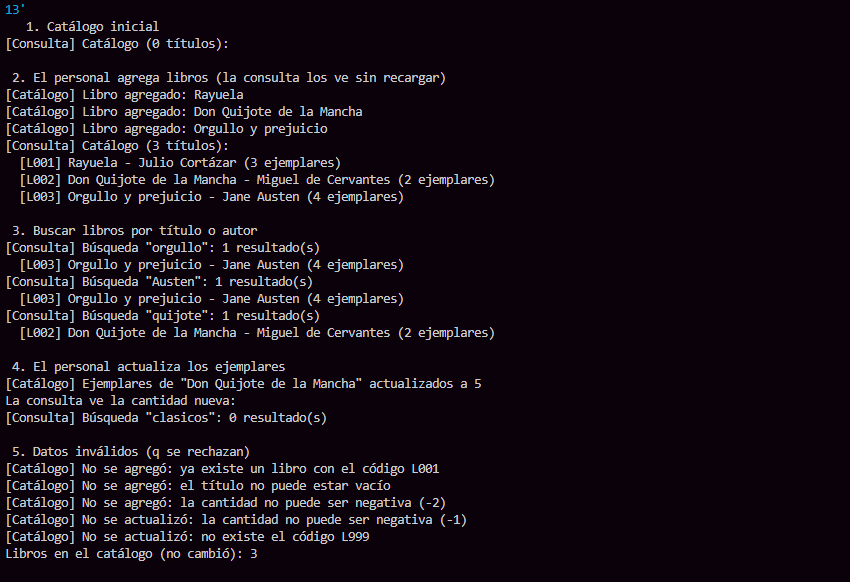 13'
1. Catálogo inicial
[Consulta] Catálogo (0 títulos):
2. El personal agrega libros (la consulta los ve sin recargar)
[Catálogo] Libro agregado: Rayuela
[Catálogo] Libro agregado: Don Quijote de la Mancha
[Catálogo] Libro agregado: Orgullo y prejuicio
[Consulta] Catálogo (3 títulos):
[L001] Rayuela - Julio Cortázar (3 ejemplares)
[L002] Don Quijote de la Mancha - Miguel de Cervantes (2 ejemplares)
[L003] Orgullo y prejuicio - Jane Austen (4 ejemplares)
3. Buscar libros por título o autor
[Consulta] Búsqueda "orgullo": 1 resultado(s)
[L003] Orgullo y prejuicio - Jane Austen (4 ejemplares)
[Consulta] Búsqueda "Austen": 1 resultado(s)
[L003] Orgullo y prejuicio - Jane Austen (4 ejemplares)
[Consulta] Búsqueda "quijote": 1 resultado(s)
[L002] Don Quijote de la Mancha - Miguel de Cervantes (2 ejemplares)
4. El personal actualiza los ejemplares
[Catálogo] Ejemplares de "Don Quijote de la Mancha" actualizados a 5
La consulta ve la cantidad nueva:
[Consulta] Búsqueda "clasicos": 0 resultado(s)
5. Datos inválidos (q se rechazan)
[Catálogo] No se agregó: ya existe un libro con el código L001
[Catálogo] No se agregó: el título no puede estar vacío
[Catálogo] No se agregó: la cantidad no puede ser negativa (-2)
[Catálogo] No se actualizó: la cantidad no puede ser negativa (-1)
[Catálogo] No se actualizó: no existe el código L999
Libros en el catálogo (no cambió): 3